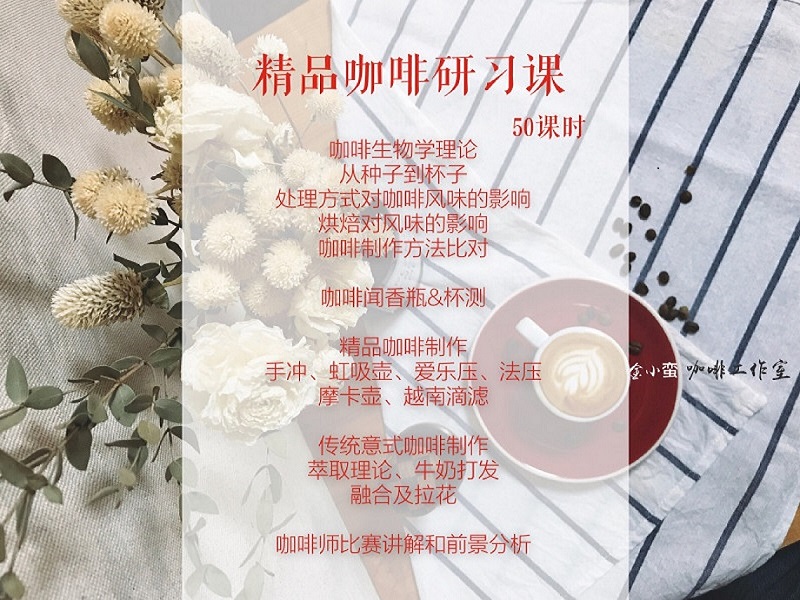 精品咖啡研习课
50课时
咖啡生物学理论
从种子到杯子
处理方式对咖啡风味的影响
烘焙对风味的影响
咖啡制作方法比对
咖啡闻香瓶&杯测
精品咖啡制作
手冲、虹吸壶、爱乐压、法压
摩卡壶、越南滴滤
金小蛮 咖啡工作室
传统意式咖啡制作
萃取理论、牛奶打发
融合及拉花
咖啡师比赛讲解和前景分析